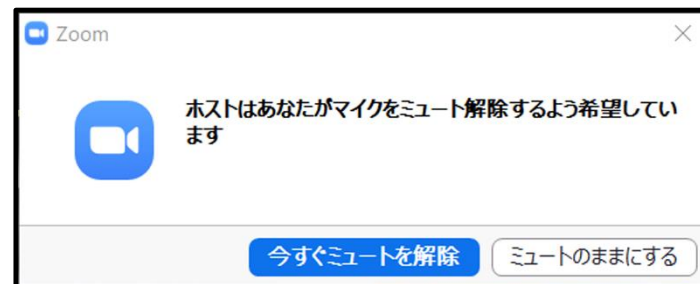 Zoom
ホストはあなたがマイクをミュート解除するよう希望してい
ます
今すぐミュートを解除
ミュートのままにする